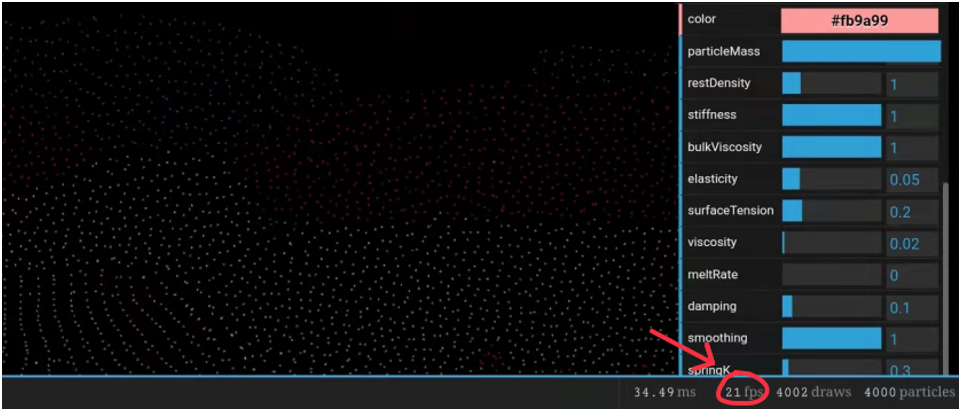 color #fb9a99
particleMass
restDensity 1
stiffness 1
bulkViscosity 1
elasticity 0.05
surfaceTension 0.2
viscosity 0.02
meltRate 0
damping 0.1
smoothing 1
springK 0.3
34.49 ms 21 fps 4002 draws 4000 particles